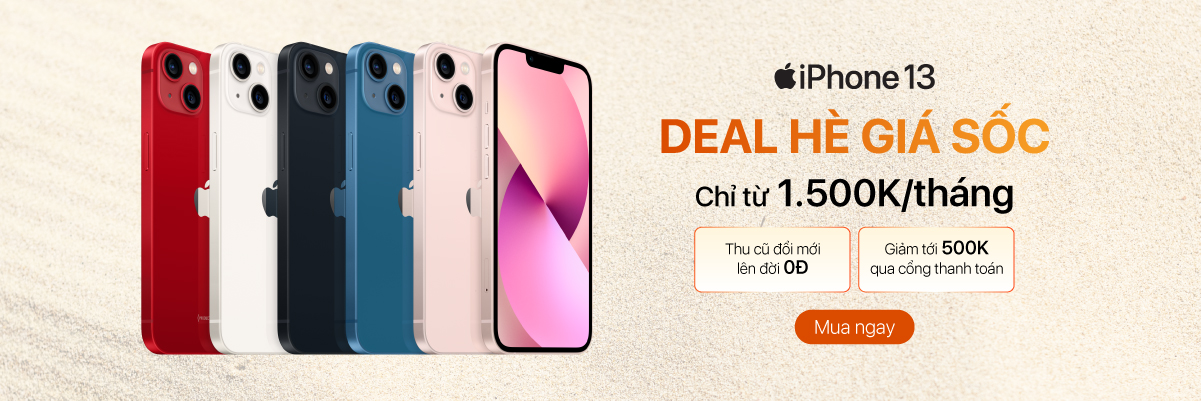 iPhone 13
DEAL HÈ GIÁ SỐC
Chỉ từ 1.500K/tháng
Thu cũ đổi mới
lên đời 0Đ
Giảm tới 500K
qua cổng thanh toán
Mua ngay